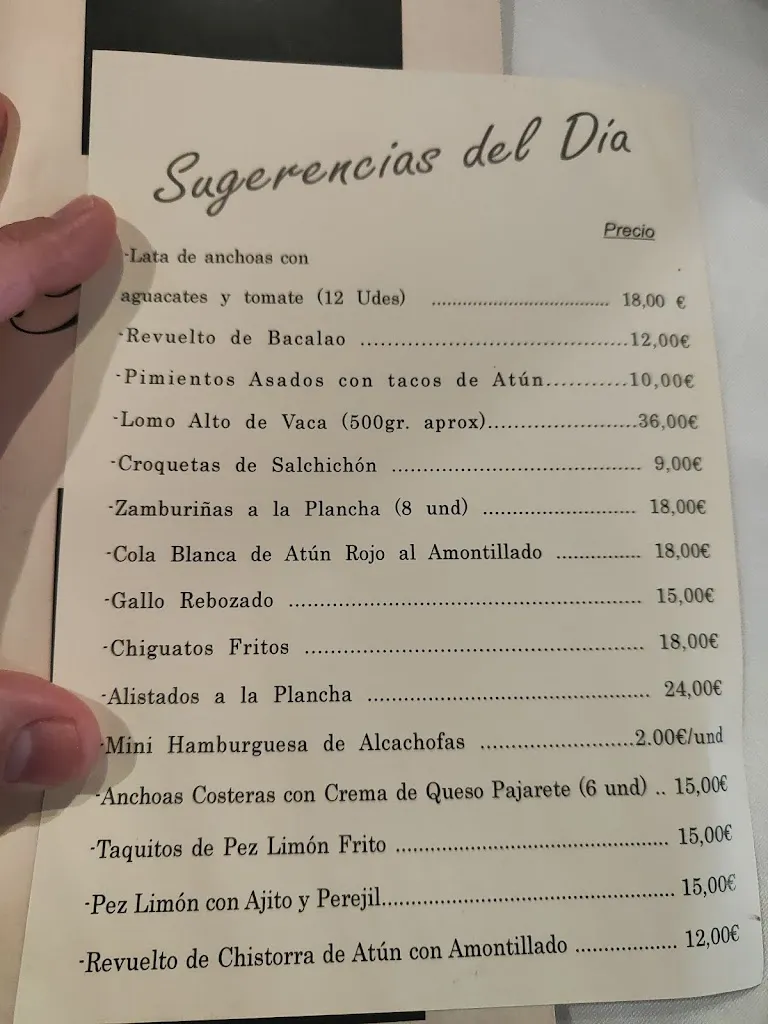 Sugerencias del Día
Precio
-Lata de anchoas con
aguacates y tomate (12 Udes) ........................................ 18,00 €
-Revuelto de Bacalao ........................................12,00€
-Pimientos Asados con tacos de Atún...........10,00€
-Lomo Alto de Vaca (500gr. aprox)......................36,00€
-Croquetas de Salchichón ..................................... 9,00€
-Zamburiñas a la Plancha (8 und) ....................... 18,00€
-Cola Blanca de Atún Rojo al Amontillado ............. 18,00€
-Gallo Rebozado ..................................................... 15,00€
-Chiguatos Fritos ................................................... 18,00€
-Alistados a la Plancha .......................................... 24,00€
-Mini Hamburguesa de Alcachofas .......................2.00€/und
-Anchoas Costeras con Crema de Queso Pajarete (6 und) .. 15,00€
-Taquitos de Pez Limón Frito ........................................ 15,00€
-Pez Limón con Ajito y Perejil........................................... 15,00€
-Revuelto de Chistorra de Atún con Amontillado ............... 12,00€